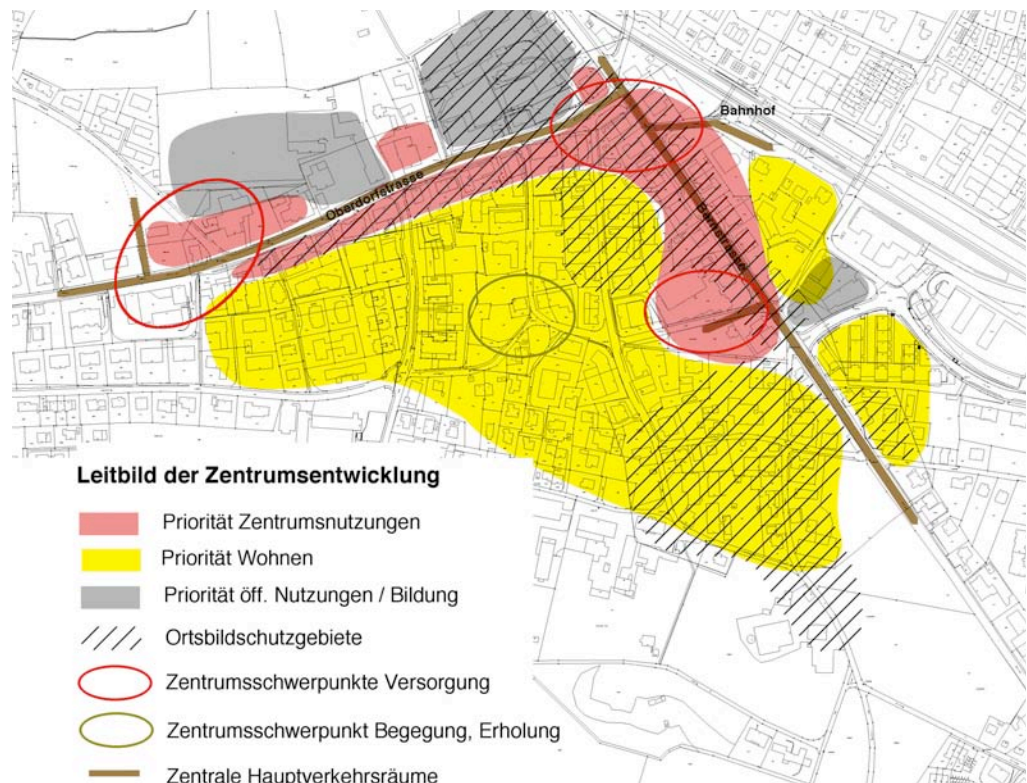 Bahnhof
Oberdorfstrasse
Bergstrasse
Leitbild der Zentrumsentwicklung
Priorität Zentrumsnutzungen
Priorität Wohnen
Priorität öff. Nutzungen / Bildung
Ortsbildschutzgebiete
Zentrumsschwerpunkte Versorgung
Zentrumsschwerpunkt Begegung, Erholung
Zentrale Hauptverkehrsräume